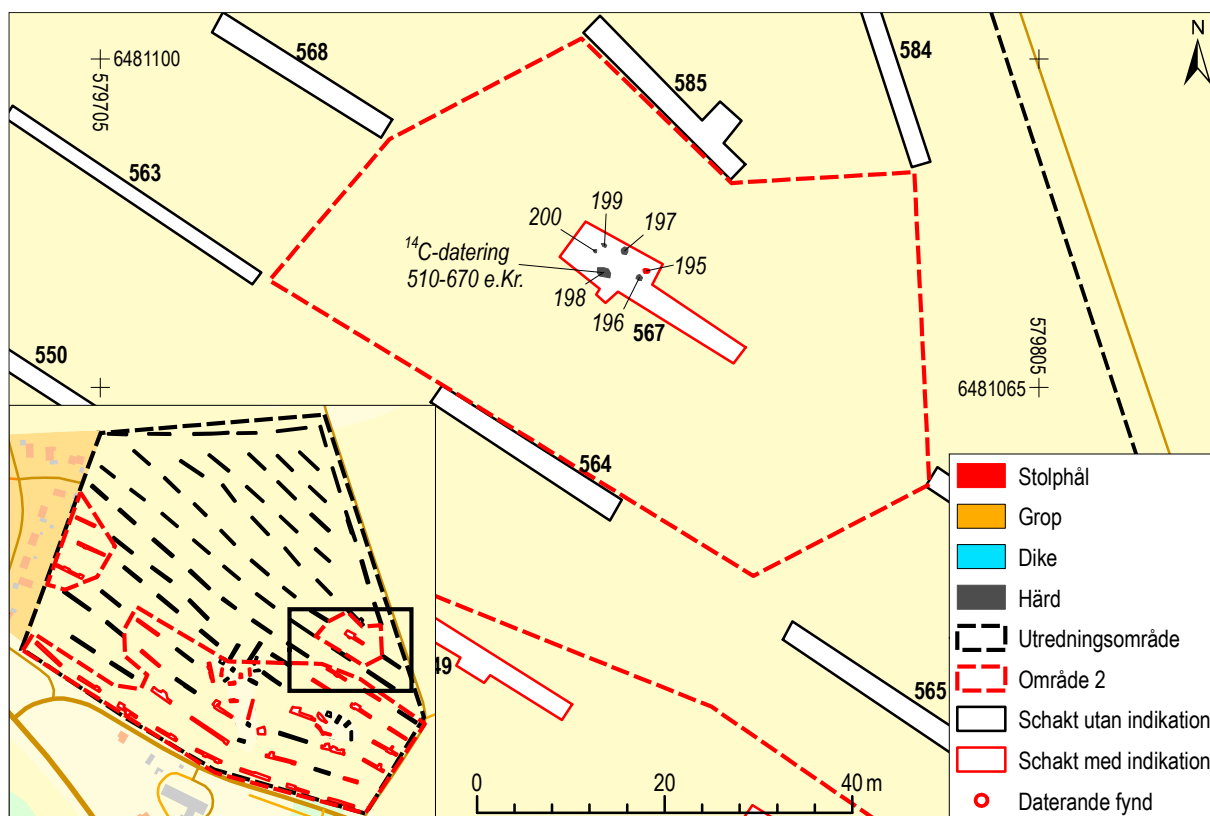 N
6481100
579705
568
585
584
563
199
200
197
14C-datering
510-670 e.Kr.
195
198
196
567
550
579805
6481065
564
49
565
Stolphål
Grop
Dike
Härd
Utredningsområde
Område 2
Schakt utan indikation
Schakt med indikation
Daterande fynd
0 20 40 m